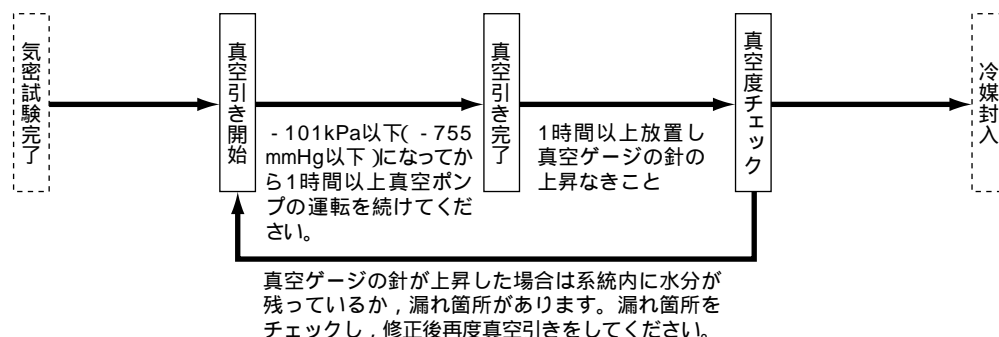 気密試験完了
真空引き開始
- 101kPa以下( - 755
mmHg以下 )になってか
ら1時間以上真空ポン
プの運転を続けてくだ
さい。
真空引き完了
1時間以上放置し
真空ゲージの針の
上昇なきこと
真空度チェック
冷媒封入
真空ゲージの針が上昇した場合は系統内に水分が
残っているか , 漏れ箇所があります。漏れ箇所を
チェックし , 修正後再度真空引きをしてください。